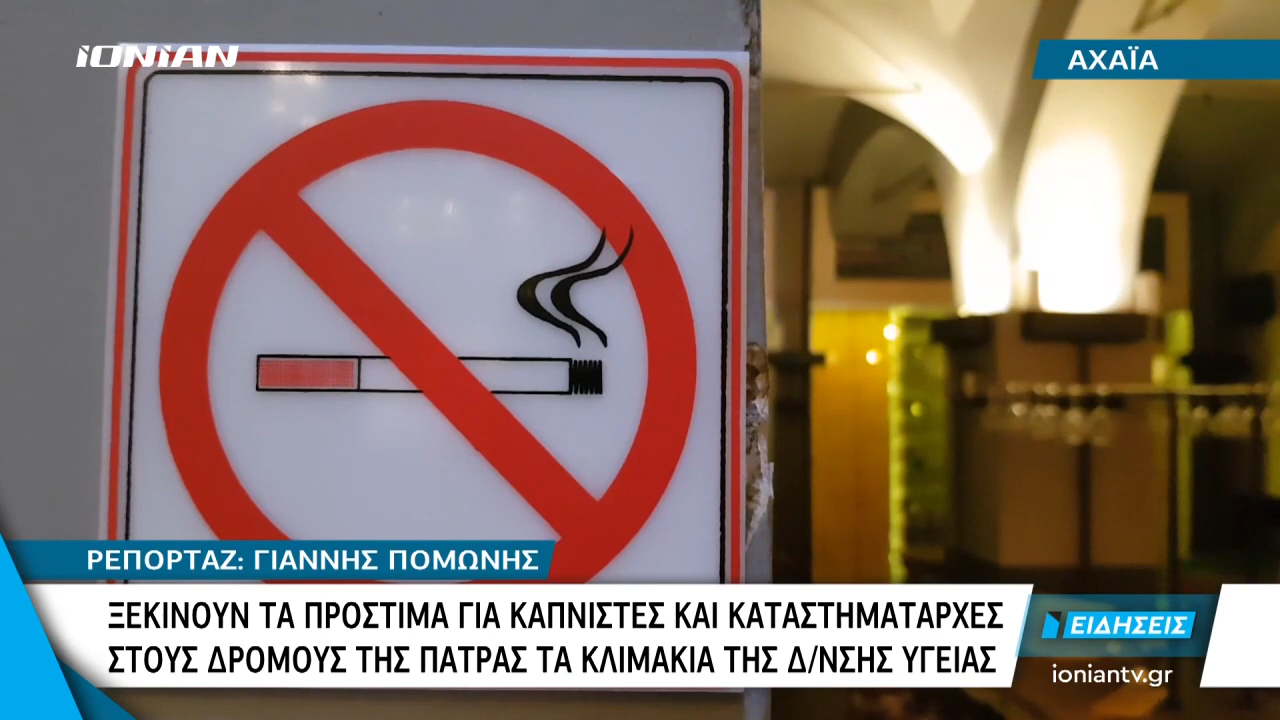 iONiAN
ΑΧΑΪΑ
ΡΕΠΟΡΤΑΖ: ΓΙΑΝΝΗΣ ΠΟΜΩΝΗΣ
ΞΕΚΙΝΟΥΝ ΤΑ ΠΡΟΣΤΙΜΑ ΓΙΑ ΚΑΠΝΙΣΤΕΣ ΚΑΙ ΚΑΤΑΣΤΗΜΑΤΑΡΧΕΣ
ΣΤΟΥΣ ΔΡΟΜΟΥΣ ΤΗΣ ΠΑΤΡΑΣ ΤΑ ΚΛΙΜΑΚΙΑ ΤΗΣ Δ/ΝΣΗΣ ΥΓΕΙΑΣ
ΕΙΔΗΣΕΙΣ
ioniantv.gr